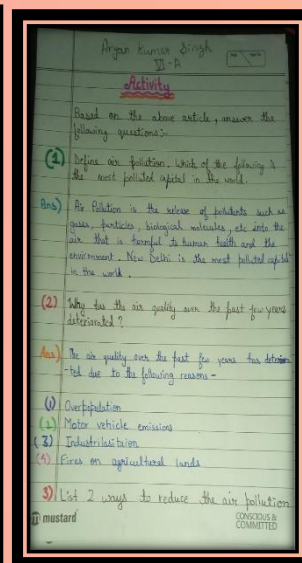 Aryan Kumar Singh
VI-A
Activity
Based on the above article, answer the
following questions:-
(1) Define air pollution. Which of the following is
the most polluted capital in the world.
Ans) Air Pollution is the release of pollutants such as
gases, particles, biological molecules, etc into the
air that is harmful to human health and the
environment. New Delhi is the most polluted capital
in the world.
(2) Why has the air quality over the past few years
deteriorated?
Ans) The air quality over the past few years has deteriora
-ted due to the following reasons -
(1) Overpopulation
(2) Motor vehicle emissions
(3) Industrilisation
(4) Fires on agricultural lands
3) List 2 ways to reduce the air pollution
mustard
CONSCIOUS &
COMMITTED